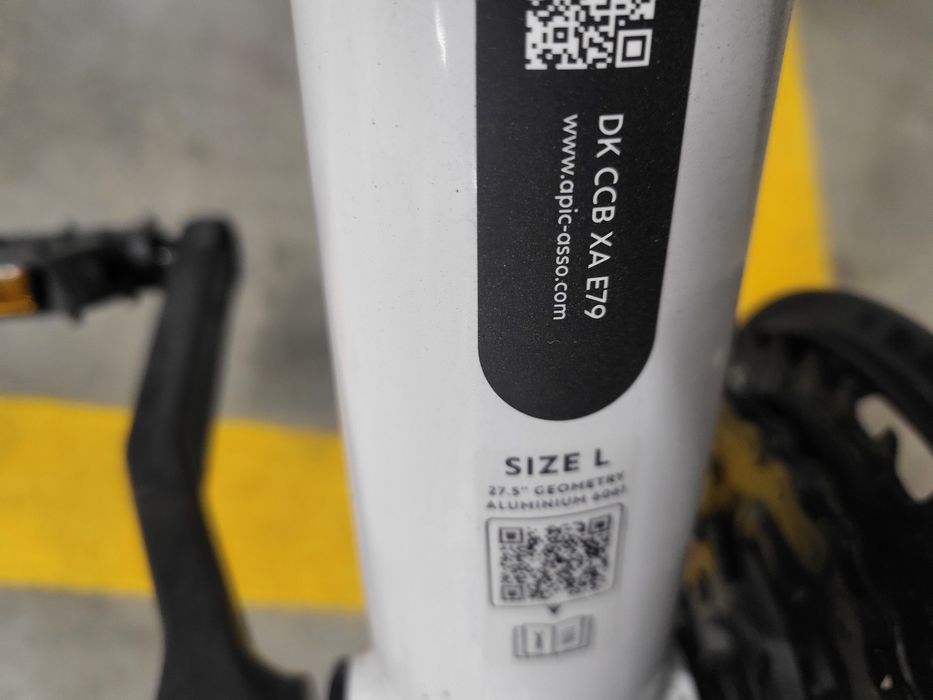 DK CCB XA E79
www.apic-asso.com
SIZE L
27.5" GEOMETRY
ALUMINIUM 6061